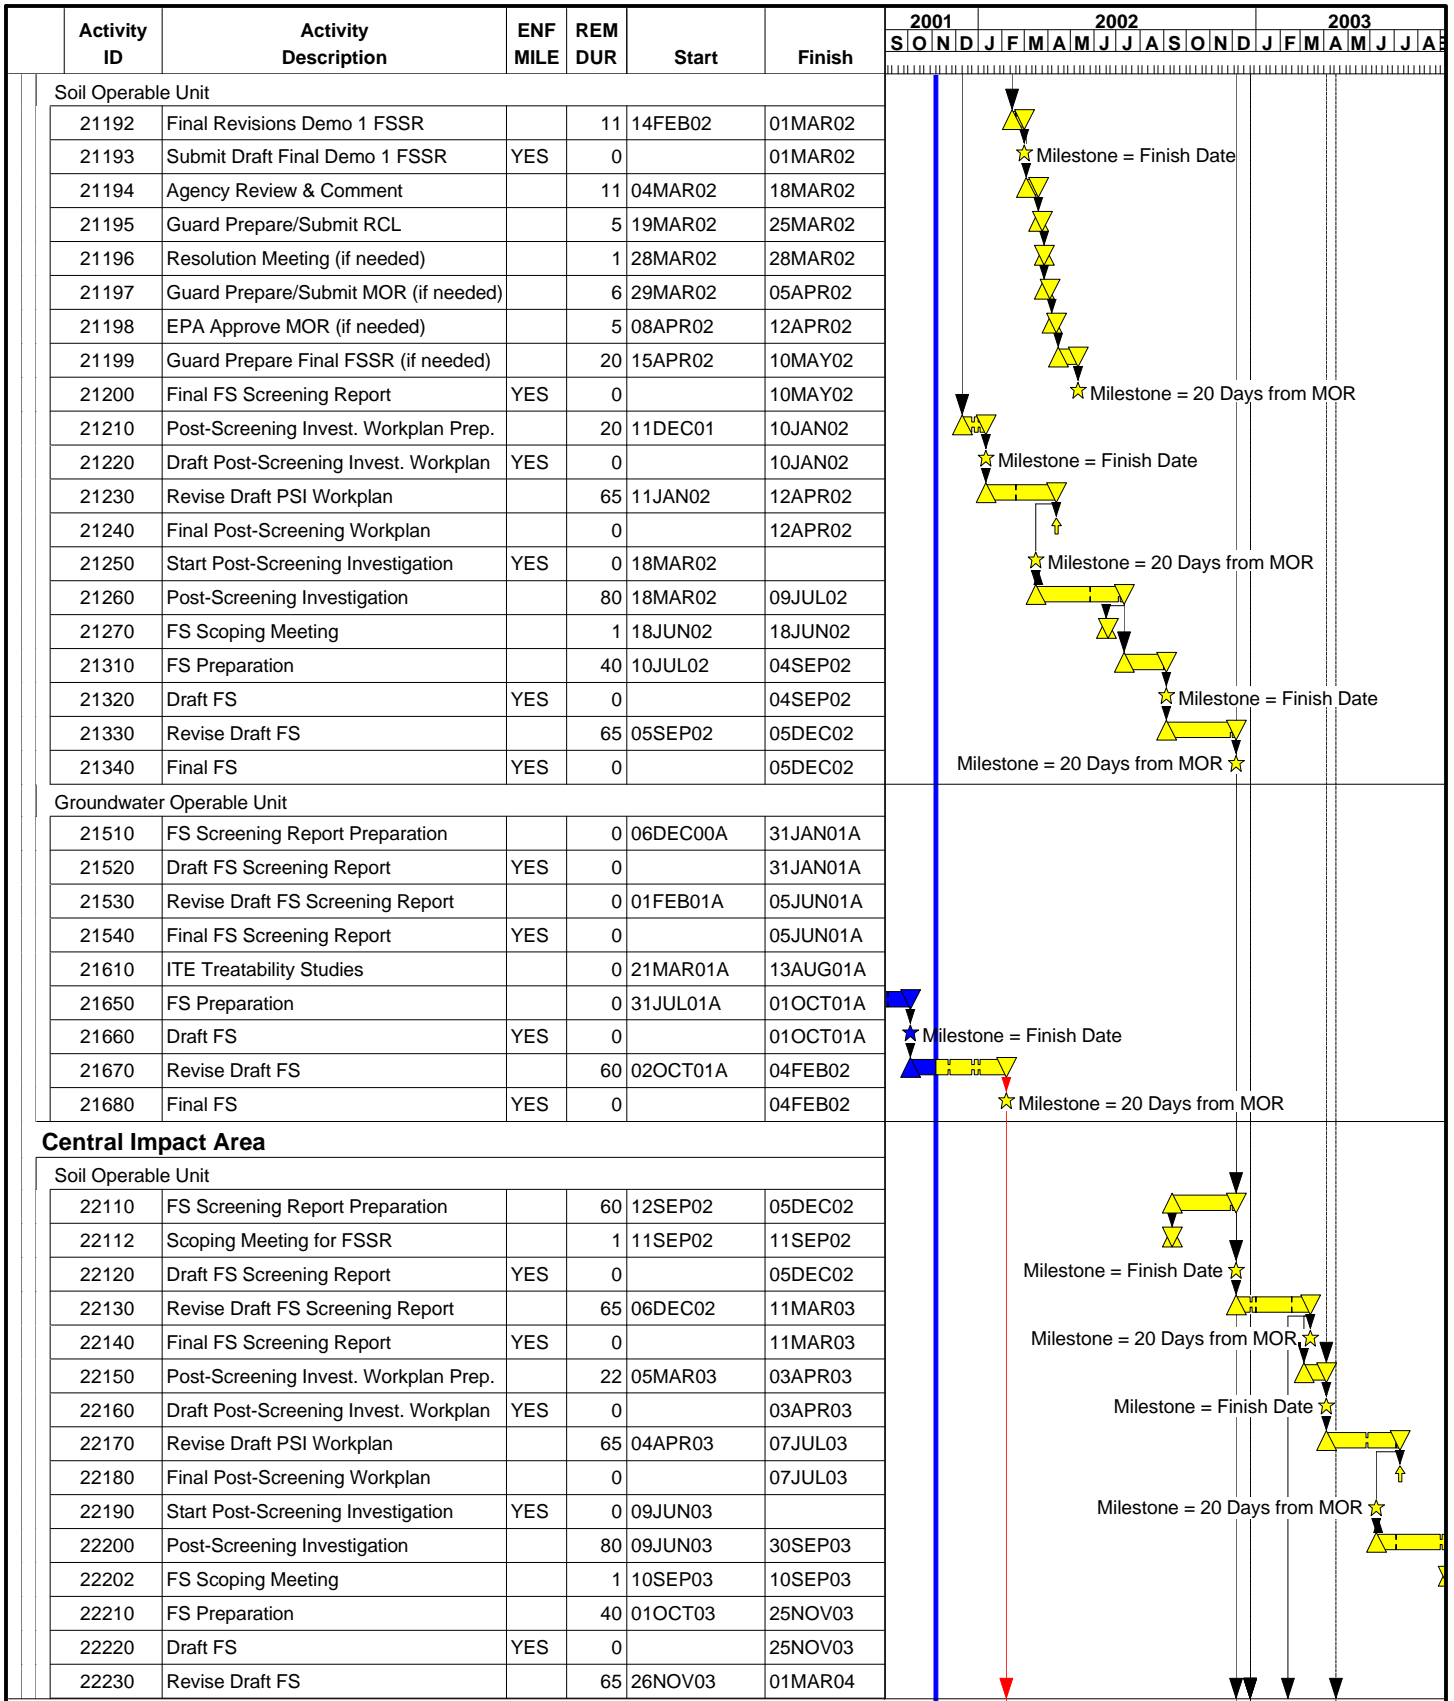 Activity ID Activity Description ENF MILE REM DUR Start Finish 2001 2002 2003
S O N D J F M A M J J A S O N D J F M A M J J A
Soil Operable Unit
21192 Final Revisions Demo 1 FSSR 11 14FEB02 01MAR02
21193 Submit Draft Final Demo 1 FSSR YES 0 01MAR02 Milestone = Finish Date
21194 Agency Review & Comment 11 04MAR02 18MAR02
21195 Guard Prepare/Submit RCL 5 19MAR02 25MAR02
21196 Resolution Meeting (if needed) 1 28MAR02 28MAR02
21197 Guard Prepare/Submit MOR (if needed) 6 29MAR02 05APR02
21198 EPA Approve MOR (if needed) 5 08APR02 12APR02
21199 Guard Prepare Final FSSR (if needed) 20 15APR02 10MAY02
21200 Final FS Screening Report YES 0 10MAY02 Milestone = 20 Days from MOR
21210 Post-Screening Invest. Workplan Prep. 20 11DEC01 10JAN02
21220 Draft Post-Screening Invest. Workplan YES 0 10JAN02 Milestone = Finish Date
21230 Revise Draft PSI Workplan 65 11JAN02 12APR02
21240 Final Post-Screening Workplan 0 12APR02
21250 Start Post-Screening Investigation YES 0 18MAR02 Milestone = 20 Days from MOR
21260 Post-Screening Investigation 80 18MAR02 09JUL02
21270 FS Scoping Meeting 1 18JUN02 18JUN02
21310 FS Preparation 40 10JUL02 04SEP02
21320 Draft FS YES 0 04SEP02 Milestone = Finish Date
21330 Revise Draft FS 65 05SEP02 05DEC02
21340 Final FS YES 0 05DEC02 Milestone = 20 Days from MOR
Groundwater Operable Unit
21510 FS Screening Report Preparation 0 06DEC00A 31JAN01A
21520 Draft FS Screening Report YES 0 31JAN01A
21530 Revise Draft FS Screening Report 0 01FEB01A 05JUN01A
21540 Final FS Screening Report YES 0 05JUN01A
21610 ITE Treatability Studies 0 21MAR01A 13AUG01A
21650 FS Preparation 0 31JUL01A 01OCT01A
21660 Draft FS YES 0 01OCT01A Milestone = Finish Date
21670 Revise Draft FS 60 02OCT01A 04FEB02
21680 Final FS YES 0 04FEB02 Milestone = 20 Days from MOR
Central Impact Area
Soil Operable Unit
22110 FS Screening Report Preparation 60 12SEP02 05DEC02
22112 Scoping Meeting for FSSR 1 11SEP02 11SEP02
22120 Draft FS Screening Report YES 0 05DEC02 Milestone = Finish Date
22130 Revise Draft FS Screening Report 65 06DEC02 11MAR03
22140 Final FS Screening Report YES 0 11MAR03 Milestone = 20 Days from MOR
22150 Post-Screening Invest. Workplan Prep. 22 05MAR03 03APR03
22160 Draft Post-Screening Invest. Workplan YES 0 03APR03 Milestone = Finish Date
22170 Revise Draft PSI Workplan 65 04APR03 07JUL03
22180 Final Post-Screening Workplan 0 07JUL03
22190 Start Post-Screening Investigation YES 0 09JUN03 Milestone = 20 Days from MOR
22200 Post-Screening Investigation 80 09JUN03 30SEP03
22202 FS Scoping Meeting 1 10SEP03 10SEP03
22210 FS Preparation 40 01OCT03 25NOV03
22220 Draft FS YES 0 25NOV03
22230 Revise Draft FS 65 26NOV03 01MAR04